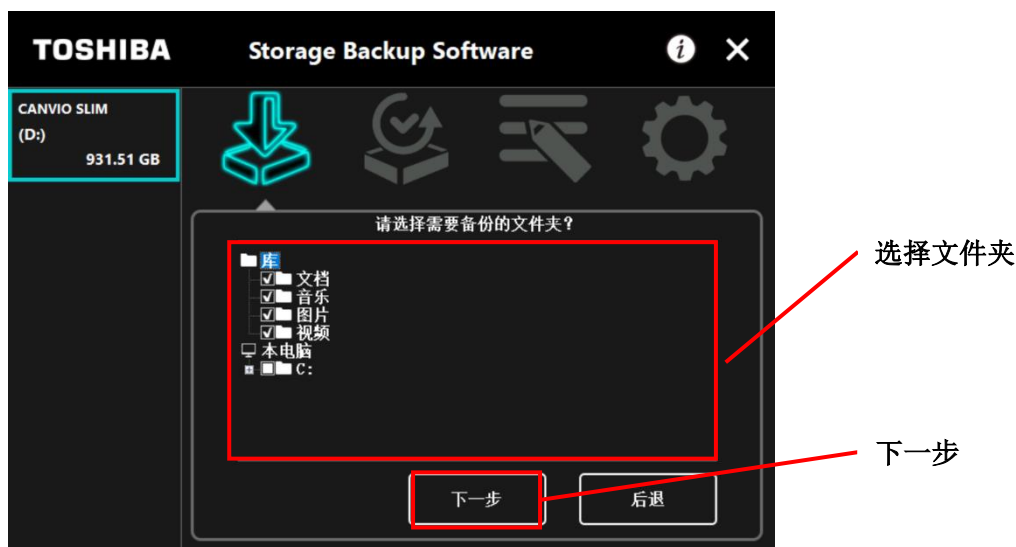 TOSHIBA
Storage Backup Software
i
CANVIO SLIM
(D:)
931.51 GB
请选择需要备份的文件夹?
库
文档
音乐
图片
视频
本电脑
C:
下一步
后退
选择文件夹
下一步